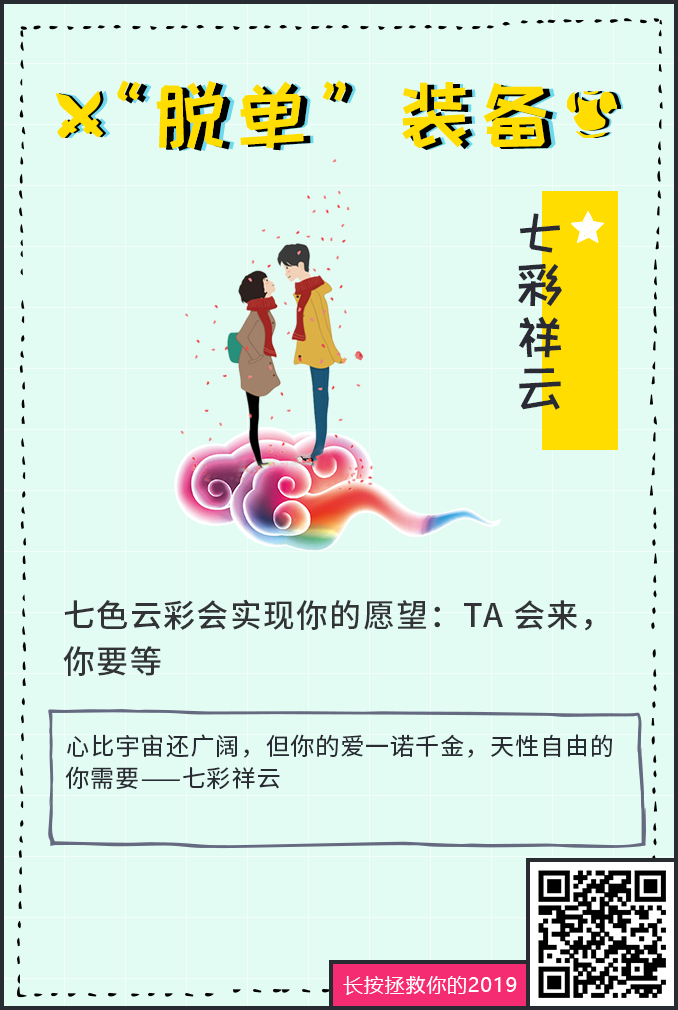 “脱单”装备
七彩祥云
七色云彩会实现你的愿望：TA 会来，
你要等
心比宇宙还广阔，但你的爱一诺千金，天性自由的
你需要——七彩祥云
长按拯救你的2019